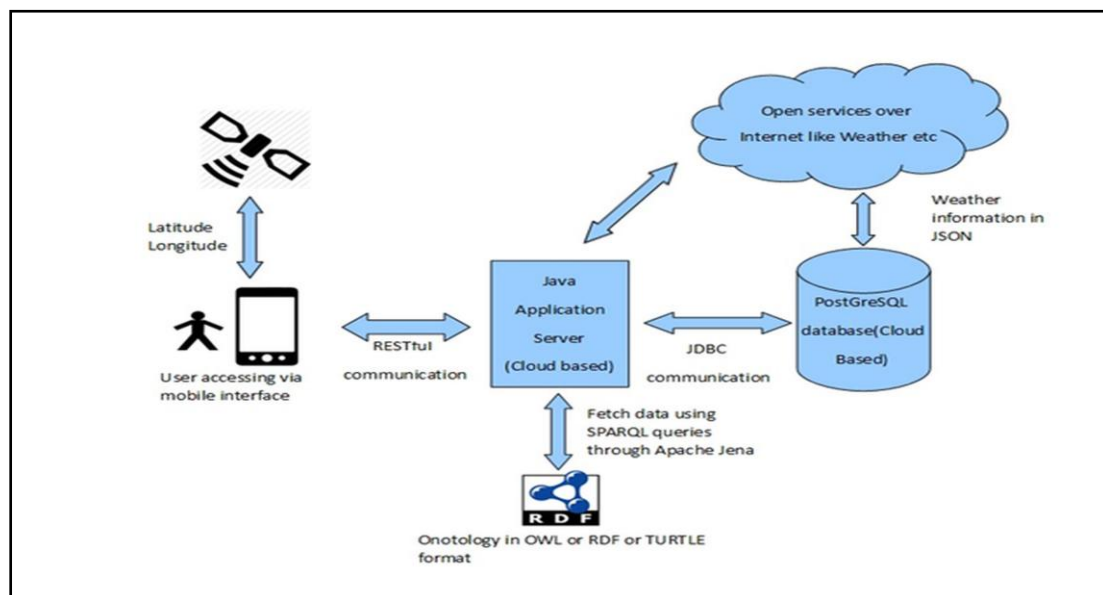 Open services over
Internet like Weather etc
Latitude
Longitude
Weather
information in
JSON
Java
Application
Server
(Cloud based)
PostGreSQL
database(Cloud
Based)
RESTful
communication
JDBC
communication
User accessing via
mobile interface
Fetch data using
SPARQL queries
through Apache Jena
RDF
Onotology in OWL or RDF or TURTLE
format